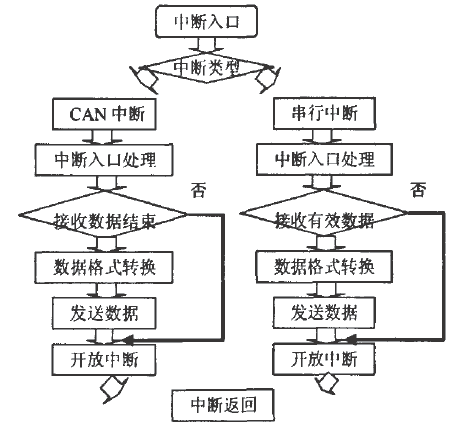 中断入口
中断类型
CAN 中断
串行中断
中断入口处理
中断入口处理
否
否
接收数据结束
接收有效数据
数据格式转换
数据格式转换
发送数据
发送数据
开放中断
开放中断
中断返回